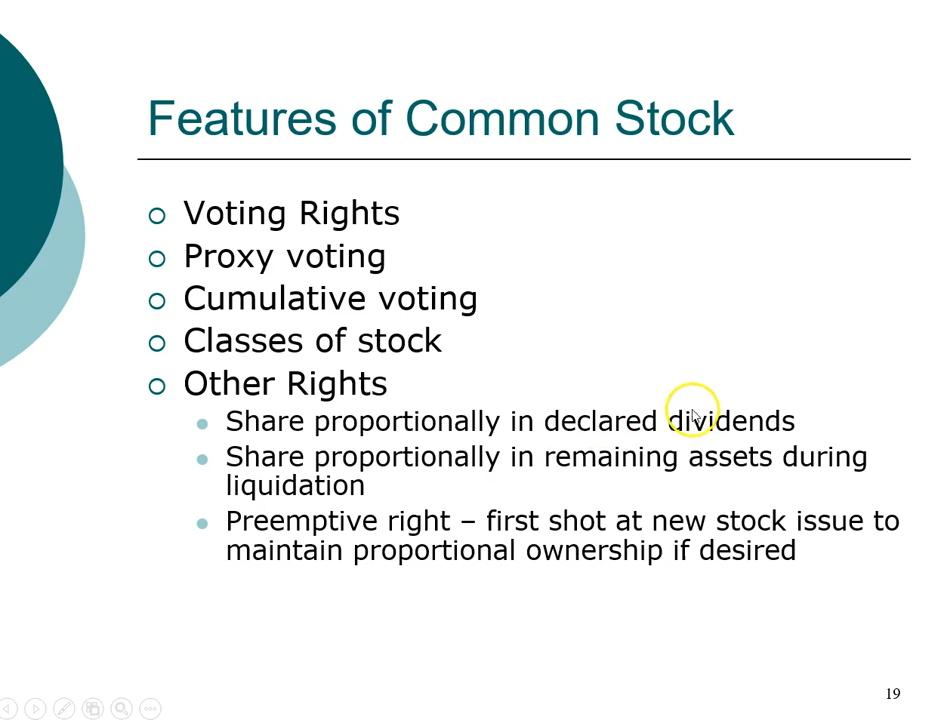 Features of Common Stock
Voting Rights
Proxy voting
Cumulative voting
Classes of stock
Other Rights
Share proportionally in declared dividends
Share proportionally in remaining assets during
liquidation
Preemptive right – first shot at new stock issue to
maintain proportional ownership if desired
19